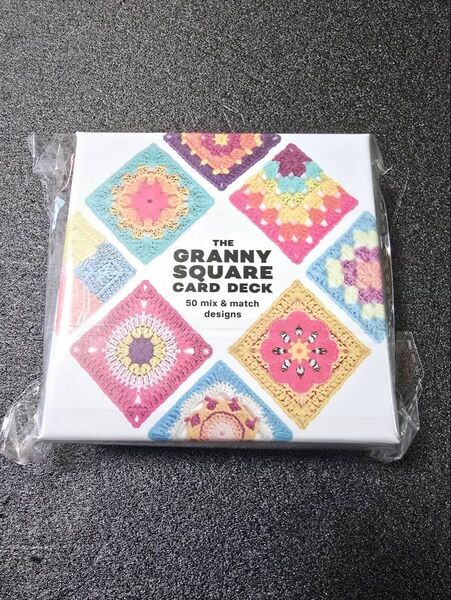 THE
GRANNY
SQUARE
CARD DECK
50 mix & match
designs